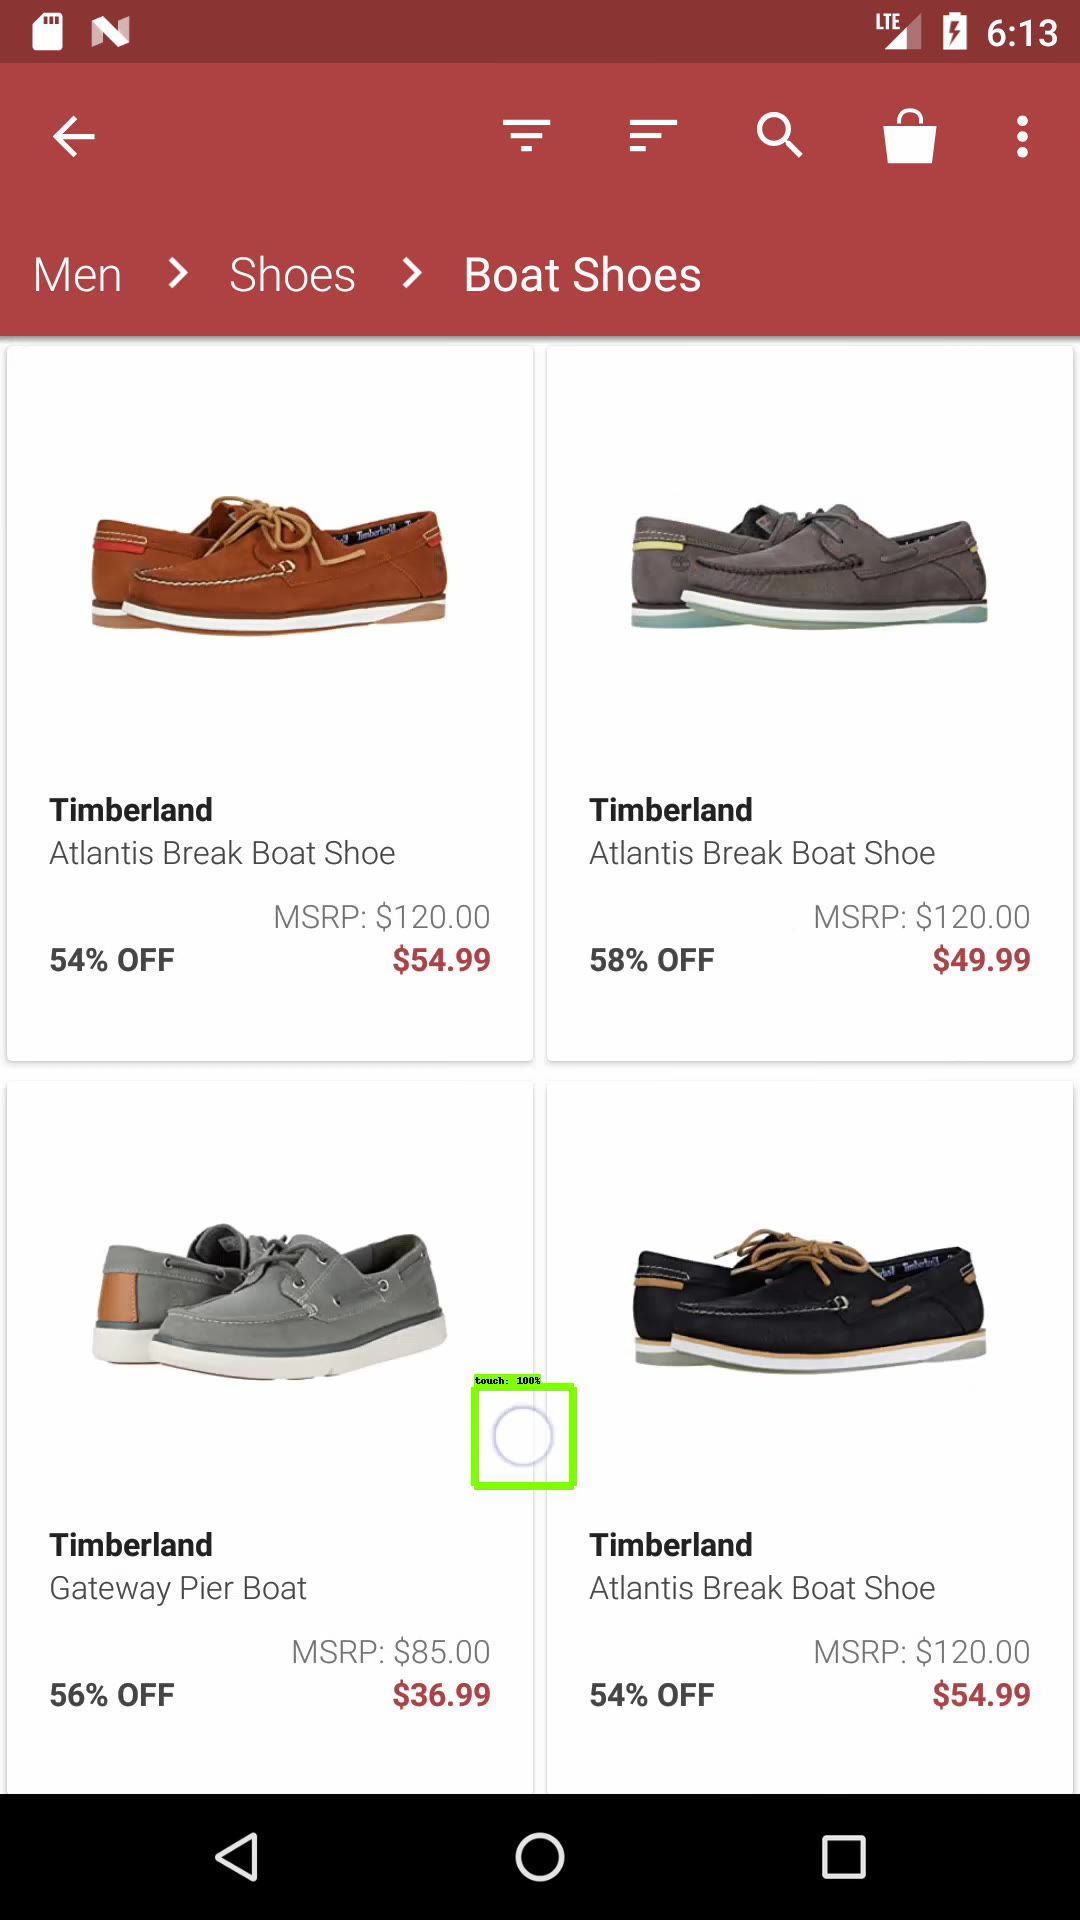 LTE 6:13
Men > Shoes > Boat Shoes
Timberland
Atlantis Break Boat Shoe
MSRP: $120.00
54% OFF $54.99
Timberland
Atlantis Break Boat Shoe
MSRP: $120.00
58% OFF $49.99
touch: 100%
Timberland
Gateway Pier Boat
MSRP: $85.00
56% OFF $36.99
Timberland
Atlantis Break Boat Shoe
MSRP: $120.00
54% OFF $54.99